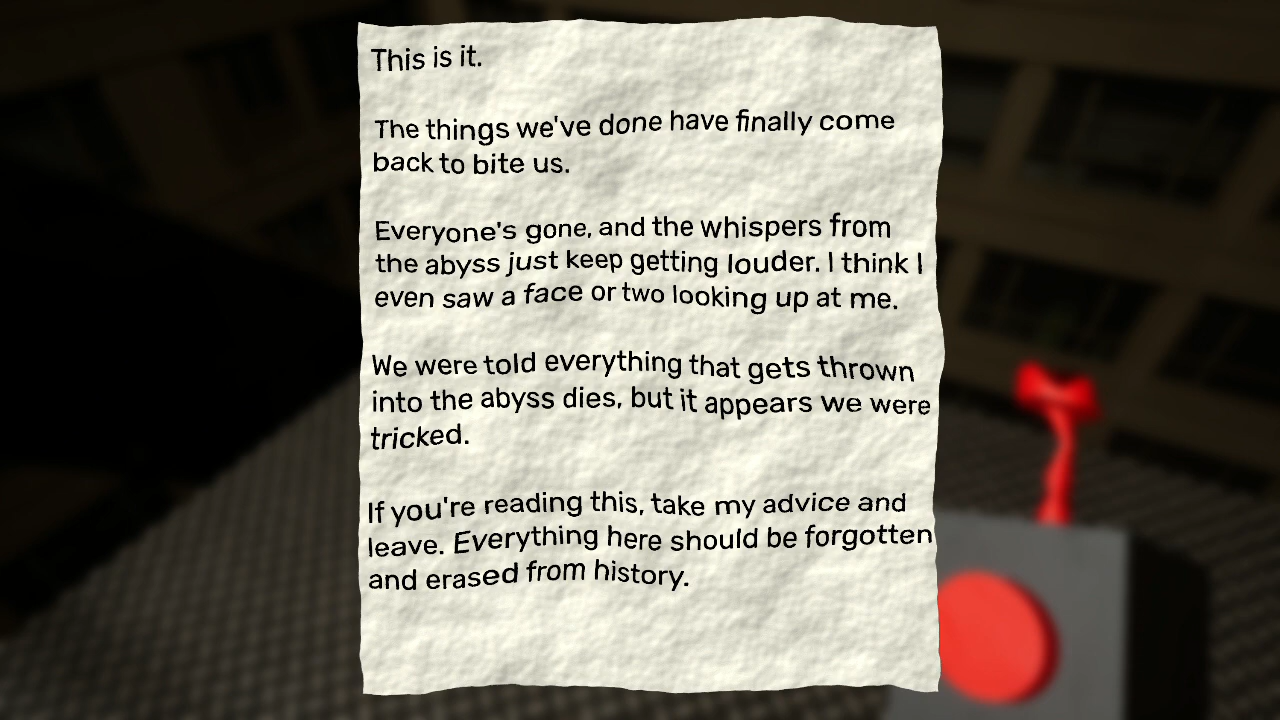 This is it.
The things we've done have finally come
back to bite us.
Everyone's gone, and the whispers from
the abyss just keep getting louder. I think I
even saw a face or two looking up at me.
We were told everything that gets thrown
into the abyss dies, but it appears we were
tricked.
If you're reading this, take my advice and
leave. Everything here should be forgotten
and erased from history.